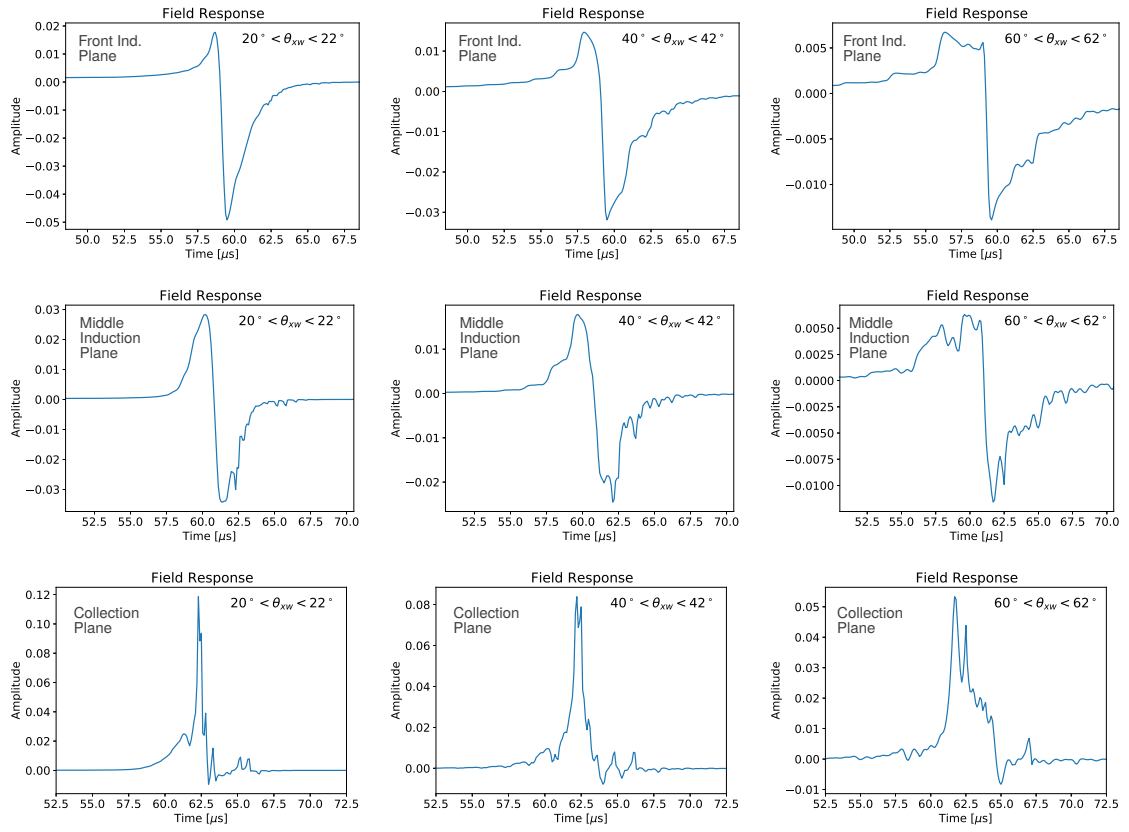 Field Response
Front Ind.
Plane
20° < θxw < 22°
Amplitude
0.02
0.01
0.00
−0.01
−0.02
−0.03
−0.04
−0.05
50.0 52.5 55.0 57.5 60.0 62.5 65.0 67.5
Time [μs]
Field Response
Front Ind.
Plane
40° < θxw < 42°
Amplitude
0.01
0.00
−0.01
−0.02
−0.03
50.0 52.5 55.0 57.5 60.0 62.5 65.0 67.5
Time [μs]
Field Response
Front Ind.
Plane
60° < θxw < 62°
Amplitude
0.005
0.000
−0.005
−0.010
50.0 52.5 55.0 57.5 60.0 62.5 65.0 67.5
Time [μs]
Field Response
Middle
Induction
Plane
20° < θxw < 22°
Amplitude
0.03
0.02
0.01
0.00
−0.01
−0.02
−0.03
52.5 55.0 57.5 60.0 62.5 65.0 67.5 70.0
Time [μs]
Field Response
Middle
Induction
Plane
40° < θxw < 42°
Amplitude
0.01
0.00
−0.01
−0.02
52.5 55.0 57.5 60.0 62.5 65.0 67.5 70.0
Time [μs]
Field Response
Middle
Induction
Plane
60° < θxw < 62°
Amplitude
0.0050
0.0025
0.0000
−0.0025
−0.0050
−0.0075
−0.0100
52.5 55.0 57.5 60.0 62.5 65.0 67.5 70.0
Time [μs]
Field Response
Collection
Plane
20° < θxw < 22°
Amplitude
0.12
0.10
0.08
0.06
0.04
0.02
0.00
52.5 55.0 57.5 60.0 62.5 65.0 67.5 70.0 72.5
Time [μs]
Field Response
Collection
Plane
40° < θxw < 42°
Amplitude
0.08
0.06
0.04
0.02
0.00
52.5 55.0 57.5 60.0 62.5 65.0 67.5 70.0 72.5
Time [μs]
Field Response
Collection
Plane
60° < θxw < 62°
Amplitude
0.05
0.04
0.03
0.02
0.01
0.00
−0.01
52.5 55.0 57.5 60.0 62.5 65.0 67.5 70.0 72.5
Time [μs]